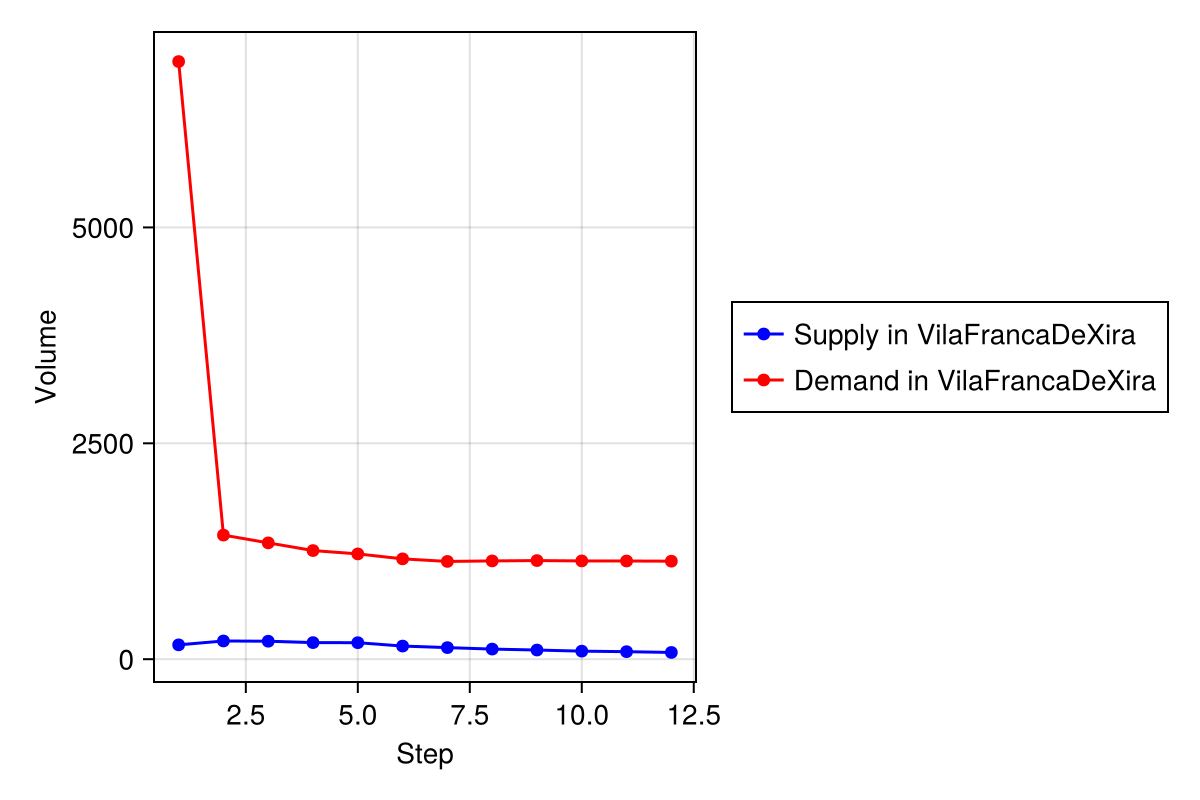 5000
2500
0
Volume
2.5 5.0 7.5 10.0 12.5
Step
Supply in VilaFrancaDeXira
Demand in VilaFrancaDeXira